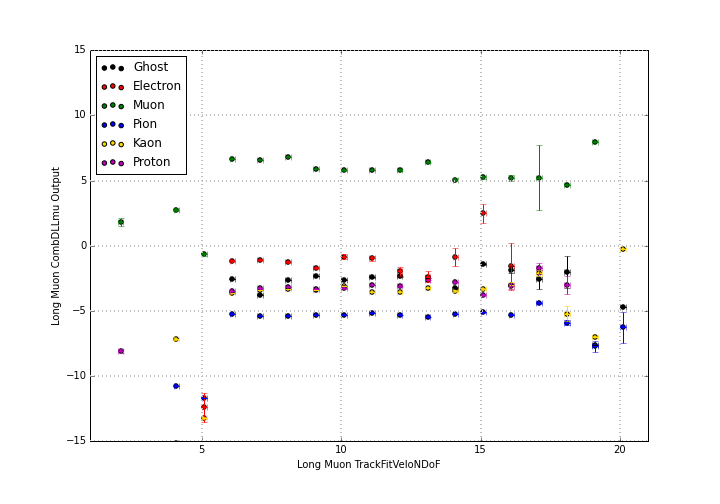 15
10
5
0
−5
−10
−15
Long Muon CombDLLmu Output
Ghost
Electron
Muon
Pion
Kaon
Proton
5 10 15 20
Long Muon TrackFitVeloNDoF